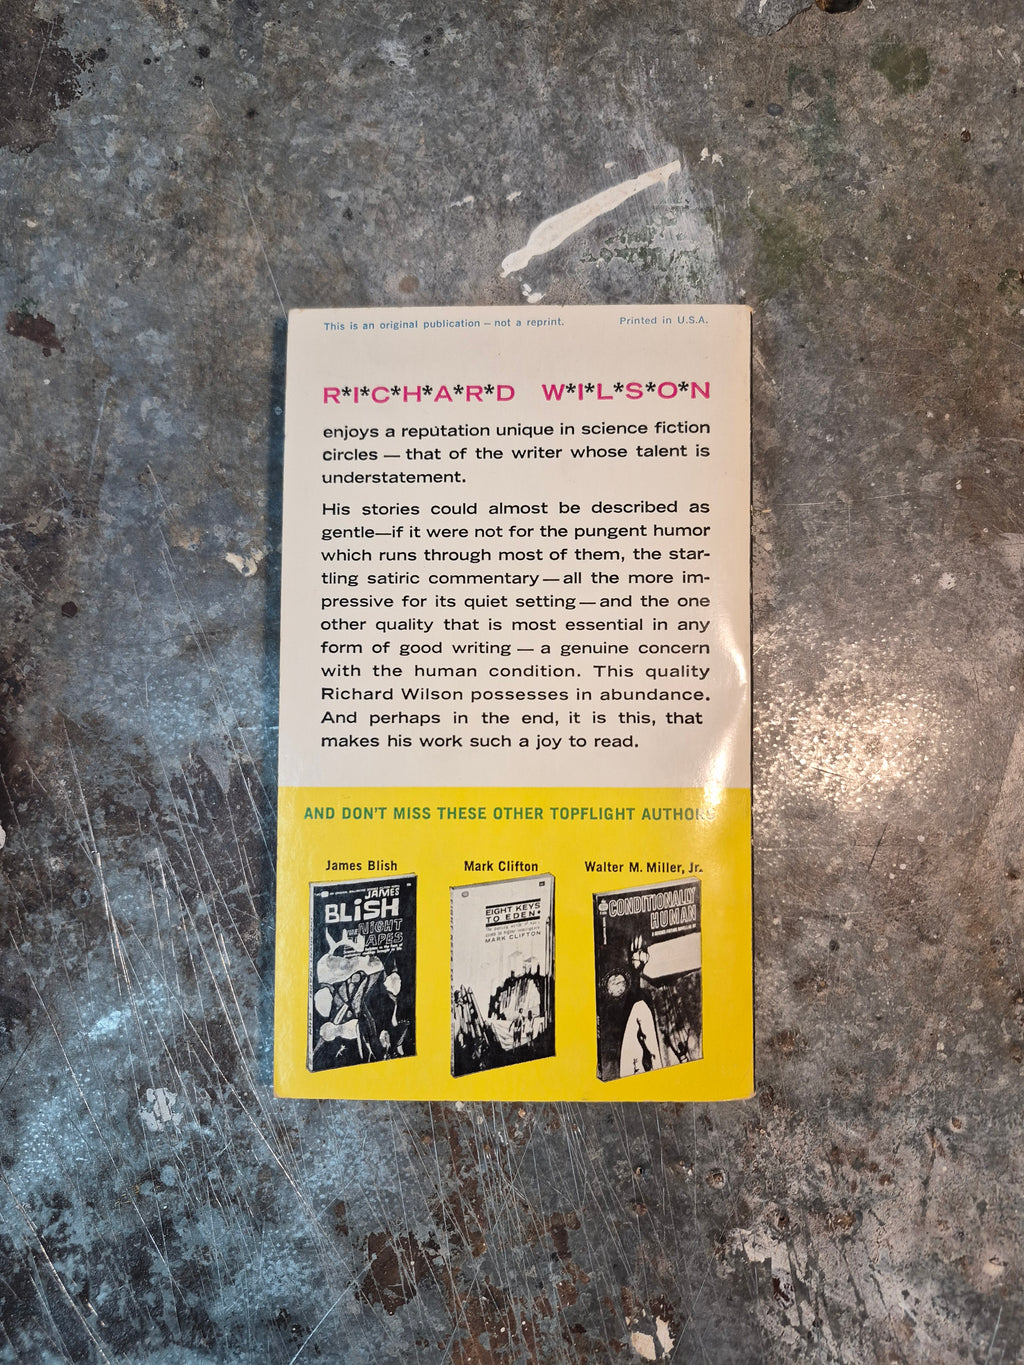 This is an original publication — not a reprint. Printed in U.S.A.
R*I*C*H*A*R*D W*I*L*S*O*N
enjoys a reputation unique in science fiction
circles — that of the writer whose talent is
understatement.
His stories could almost be described as
gentle—if it were not for the pungent humor
which runs through most of them, the star-
tling satiric commentary — all the more im-
pressive for its quiet setting — and the one
other quality that is most essential in any
form of good writing — a genuine concern
with the human condition. This quality
Richard Wilson possesses in abundance.
And perhaps in the end, it is this, that
makes his work such a joy to read.
AND DON'T MISS THESE OTHER TOPFLIGHT AUTHORS
James Blish Mark Clifton Walter M. Miller, Jr.
JAMES
BLISH
NIGHT
SHAPES
EIGHT KEYS
TO EDEN
MARK CLIFTON
CONDITIONALLY
HUMAN